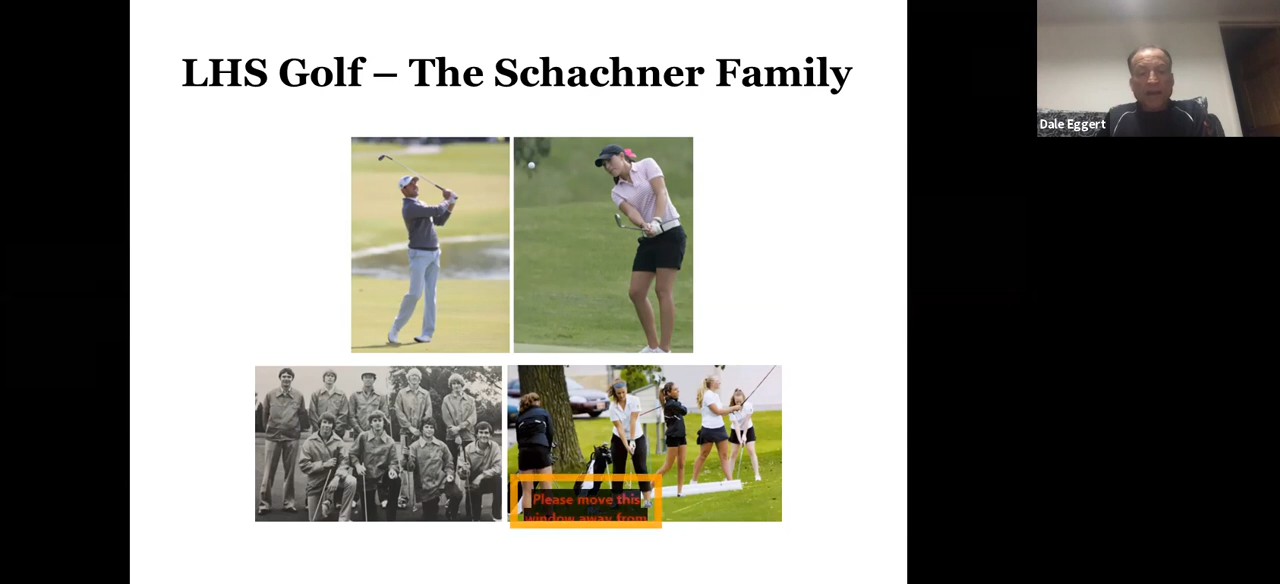 LHS Golf – The Schachner Family
Dale Eggert
Please move this
window away from